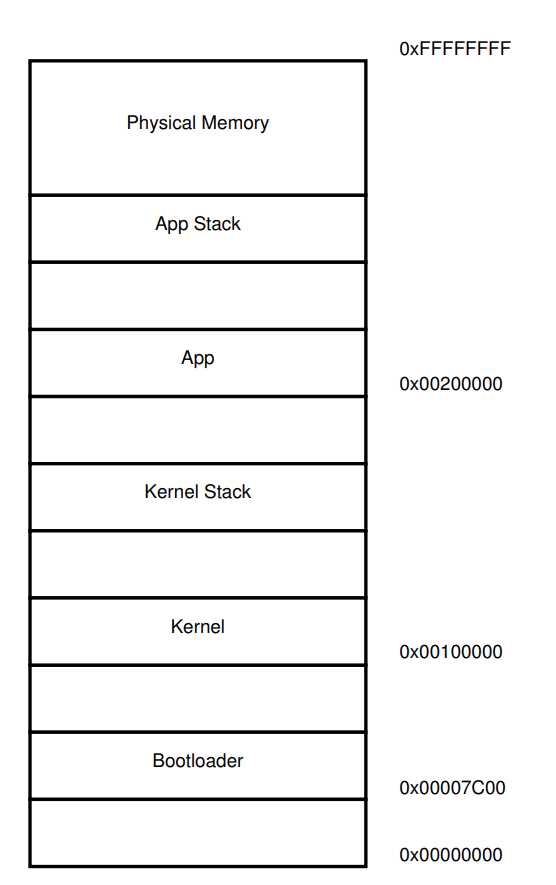 0xFFFFFFFF
Physical Memory
App Stack
App
0x00200000
Kernel Stack
Kernel
0x00100000
Bootloader
0x00007C00
0x00000000